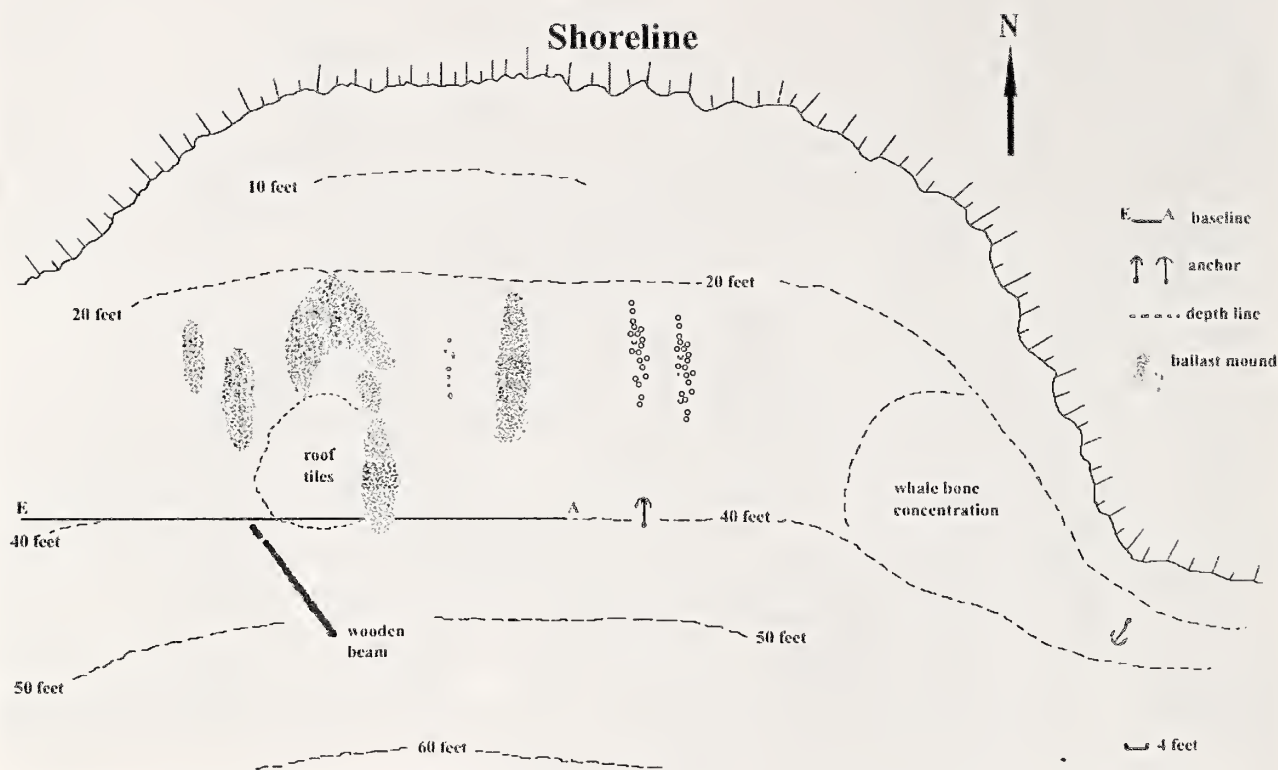 Shoreline
N
10 feet
E A baseline
anchor
20 feet
20 feet
depth line
ballast mound
roof
tiles
whale bone
concentration
E
A
40 feet
40 feet
wooden
beam
50 feet
50 feet
60 feet
4 feet